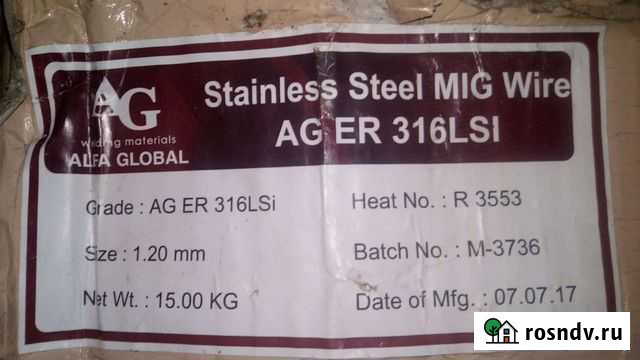 AG
welding materials
ALFA GLOBAL
Stainless Steel MIG Wire
AG ER 316LSI
Grade : AG ER 316LSi
Size : 1.20 mm
Net Wt. : 15.00 KG
Heat No. : R 3553
Batch No. : M-3736
Date of Mfg. : 07.07.17
rosndv.ru